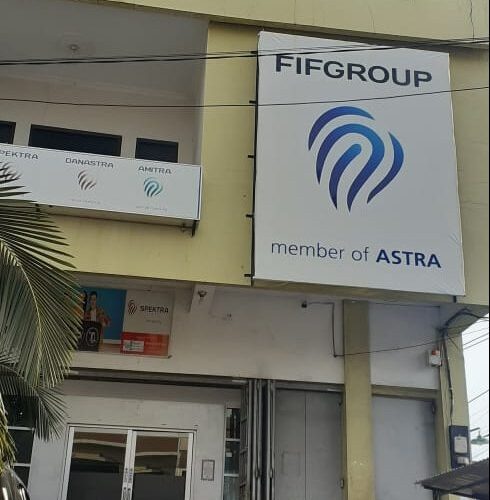 FIFGROUP
member of ASTRA
SPEKTRA
DANASTRA
AMITRA
SPEKTRA